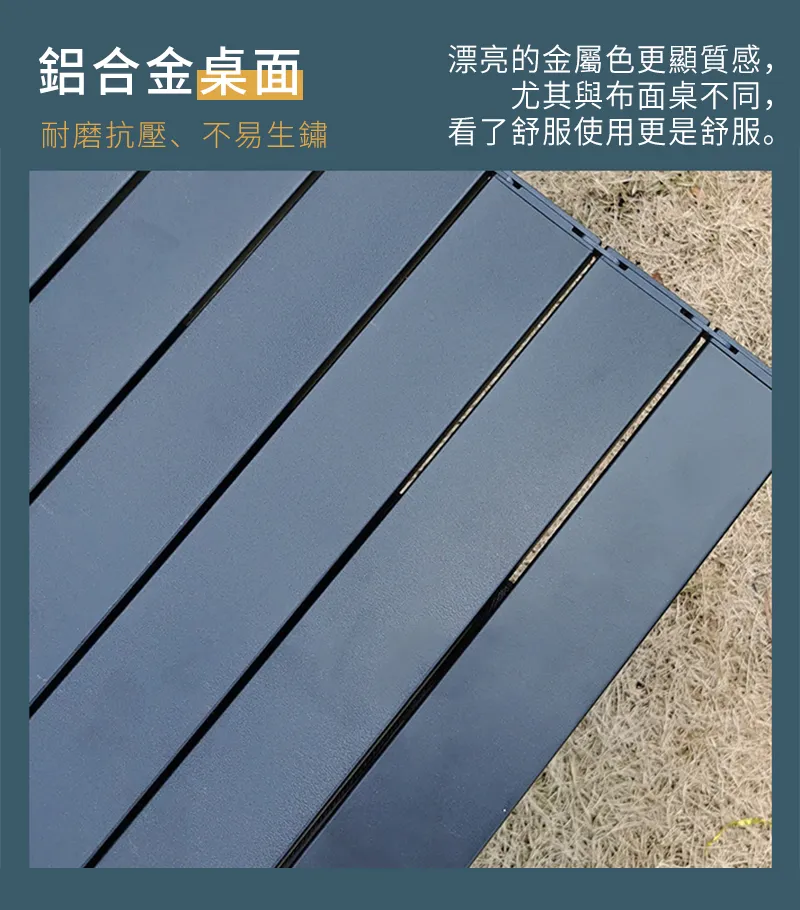 鋁合金桌面
耐磨抗壓、不易生鏽
漂亮的金屬色更顯質感，
尤其與布面桌不同，
看了舒服使用更是舒服。